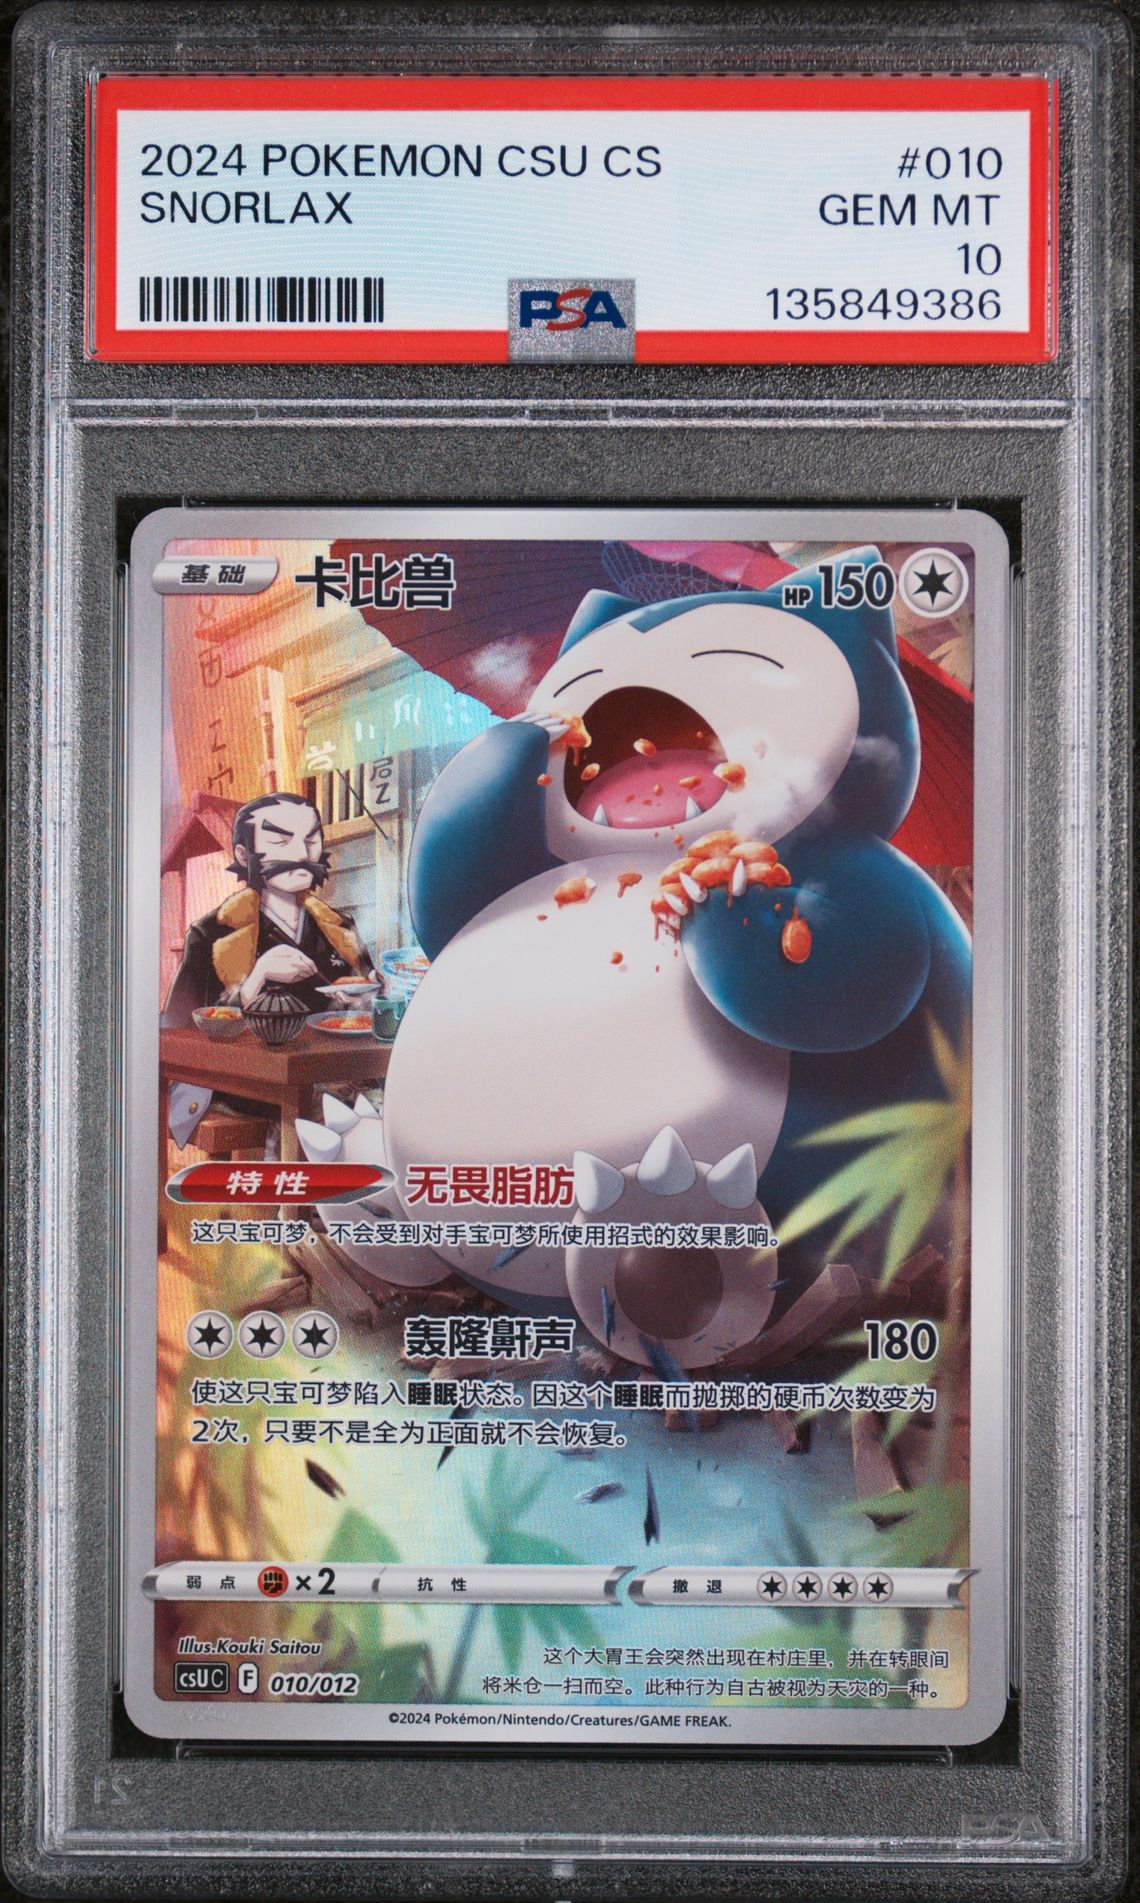 2024 POKEMON CSU CS #010
SNORLAX GEM MT
10
PSA 135849386
基础 卡比兽 HP 150
特性 无畏脂肪
这只宝可梦，不会受到对手宝可梦所使用招式的效果影响。
轰隆鼾声 180
使这只宝可梦陷入睡眠状态。因这个睡眠而抛掷的硬币次数变为
2次，只要不是全为正面就不会恢复。
弱点 ×2 抗性 撤退
Illus.Kouki Saitou
csUC F 010/012
这个大胃王会突然出现在村庄里，并在转眼间
将米仓一扫而空。此种行为自古被视为天灾的一种。
©2024 Pokémon/Nintendo/Creatures/GAME FREAK.
PSA